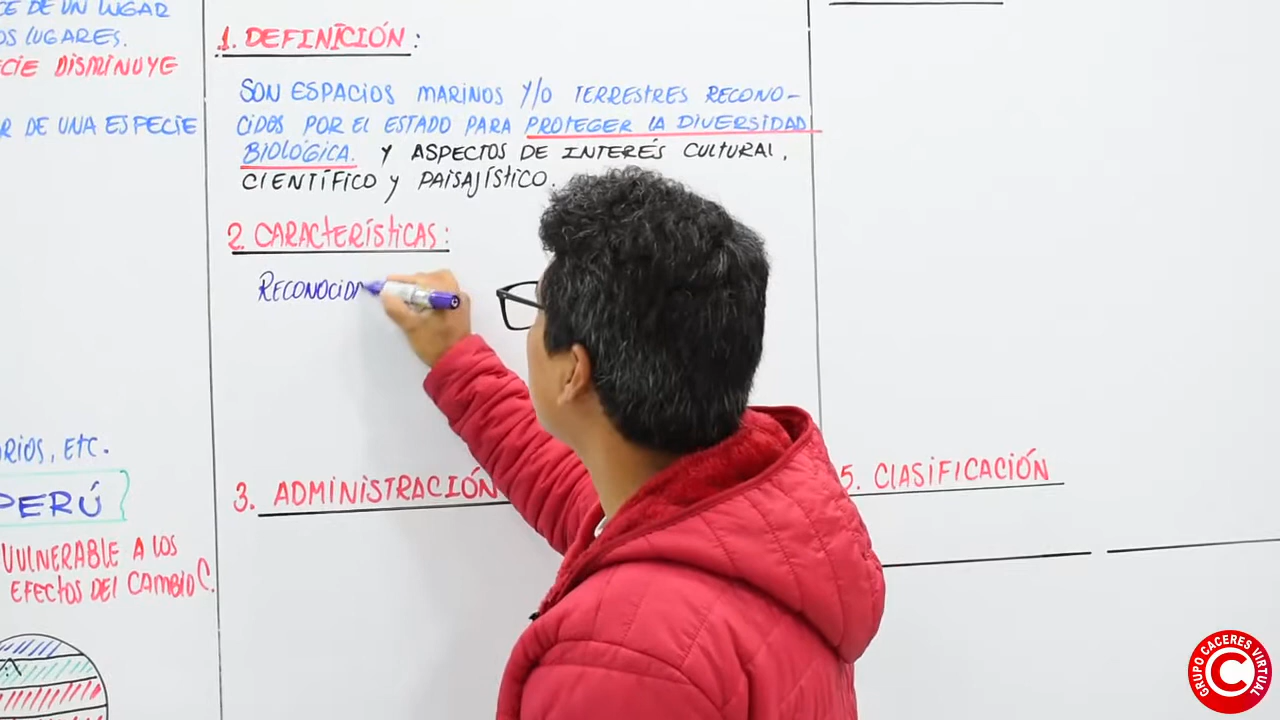 CE DE UN LUGAR
OS LUGARES.
CIE DISMINUYE
R DE UNA ESPECIE
RIOS, ETC.
PERÚ
VULNERABLE A LOS
EFECTOS DEL CAMBIO C.
1. DEFINICIÓN:
SON ESPACIOS MARINOS Y/O TERRESTRES RECONO-
CIDOS POR EL ESTADO PARA PROTEGER LA DIVERSIDAD
BIOLÓGICA. Y ASPECTOS DE INTERÉS CULTURAL,
CIENTÍFICO Y PAISAJÍSTICO.
2. CARACTERÍSTICAS:
RECONOCIDA
3. ADMINISTRACIÓN
5. CLASIFICACIÓN
GRUPO CACERES VIRTUAL
C